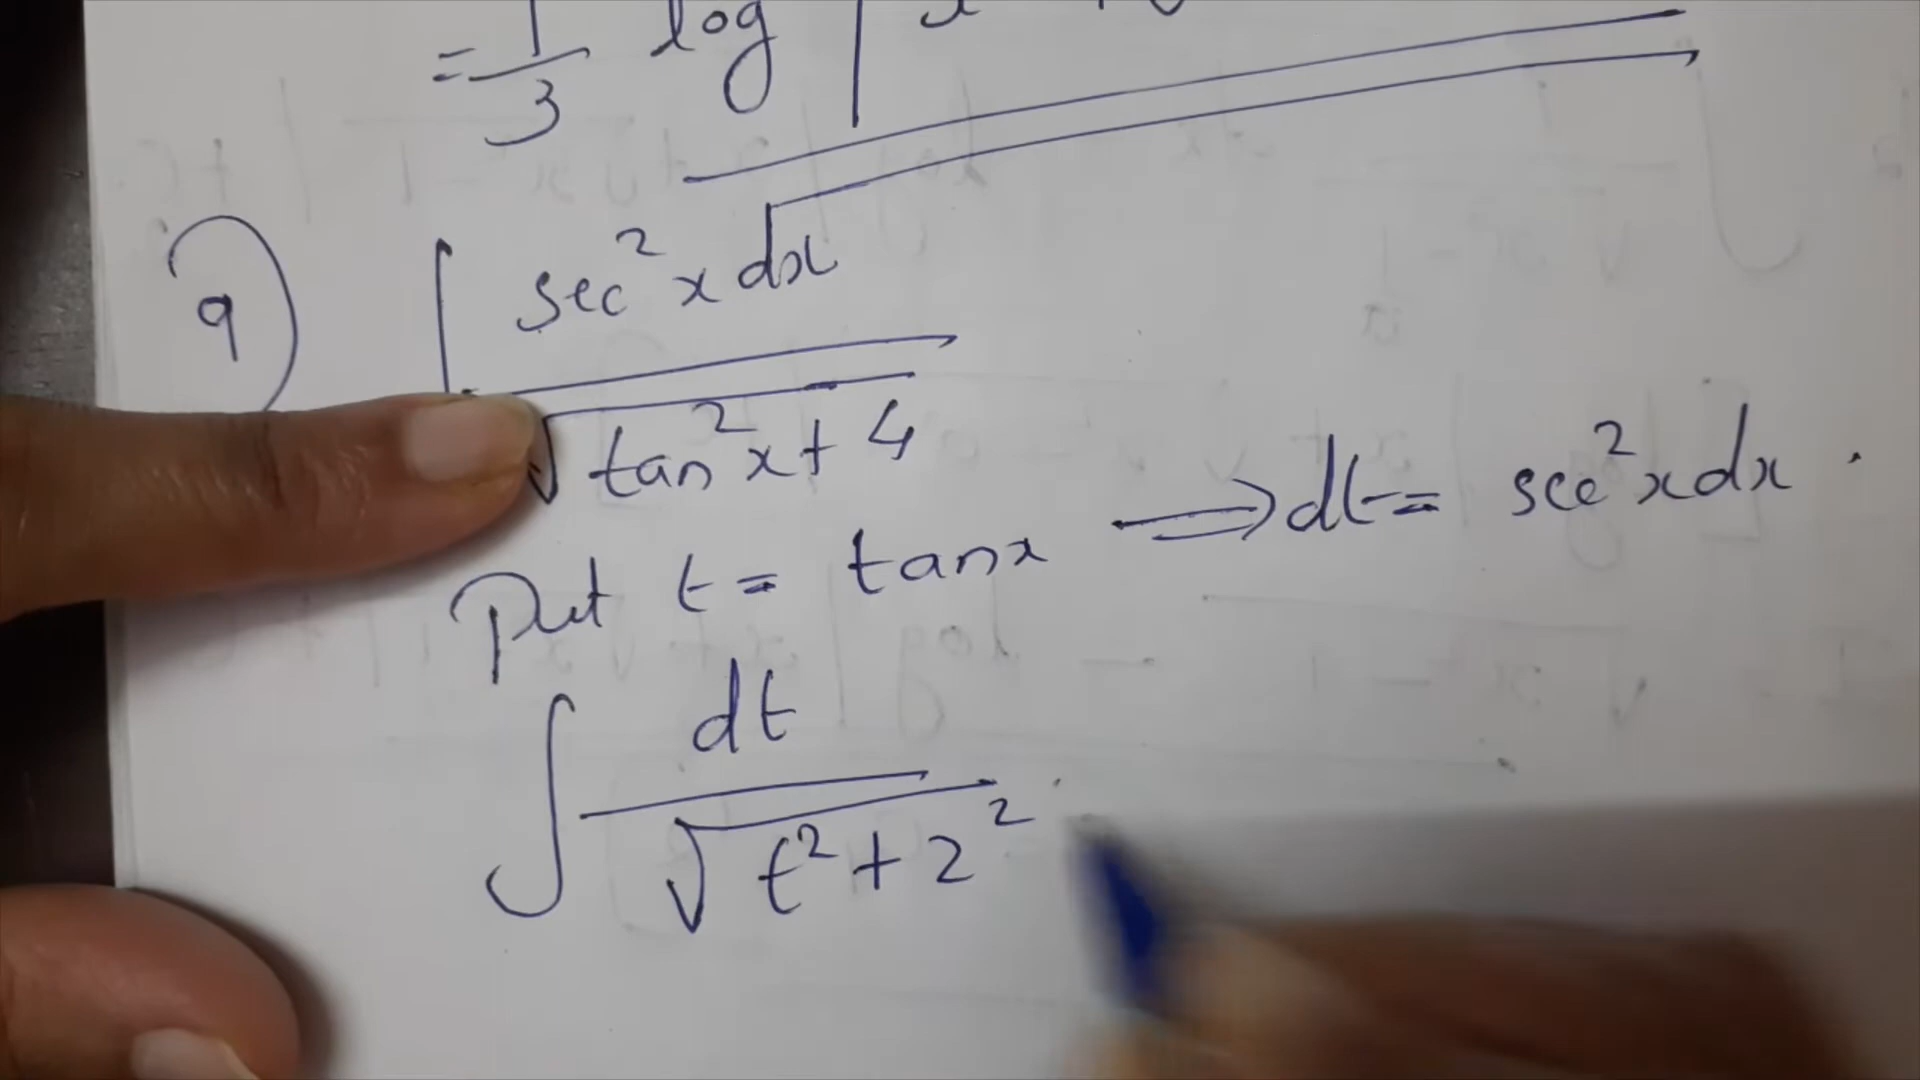 = 1/3 log |x + √
9) ∫ sec²x dx / √(tan²x + 4)
Put t = tanx ⟹ dt = sec²x dx.
∫ dt / √(t² + 2²)